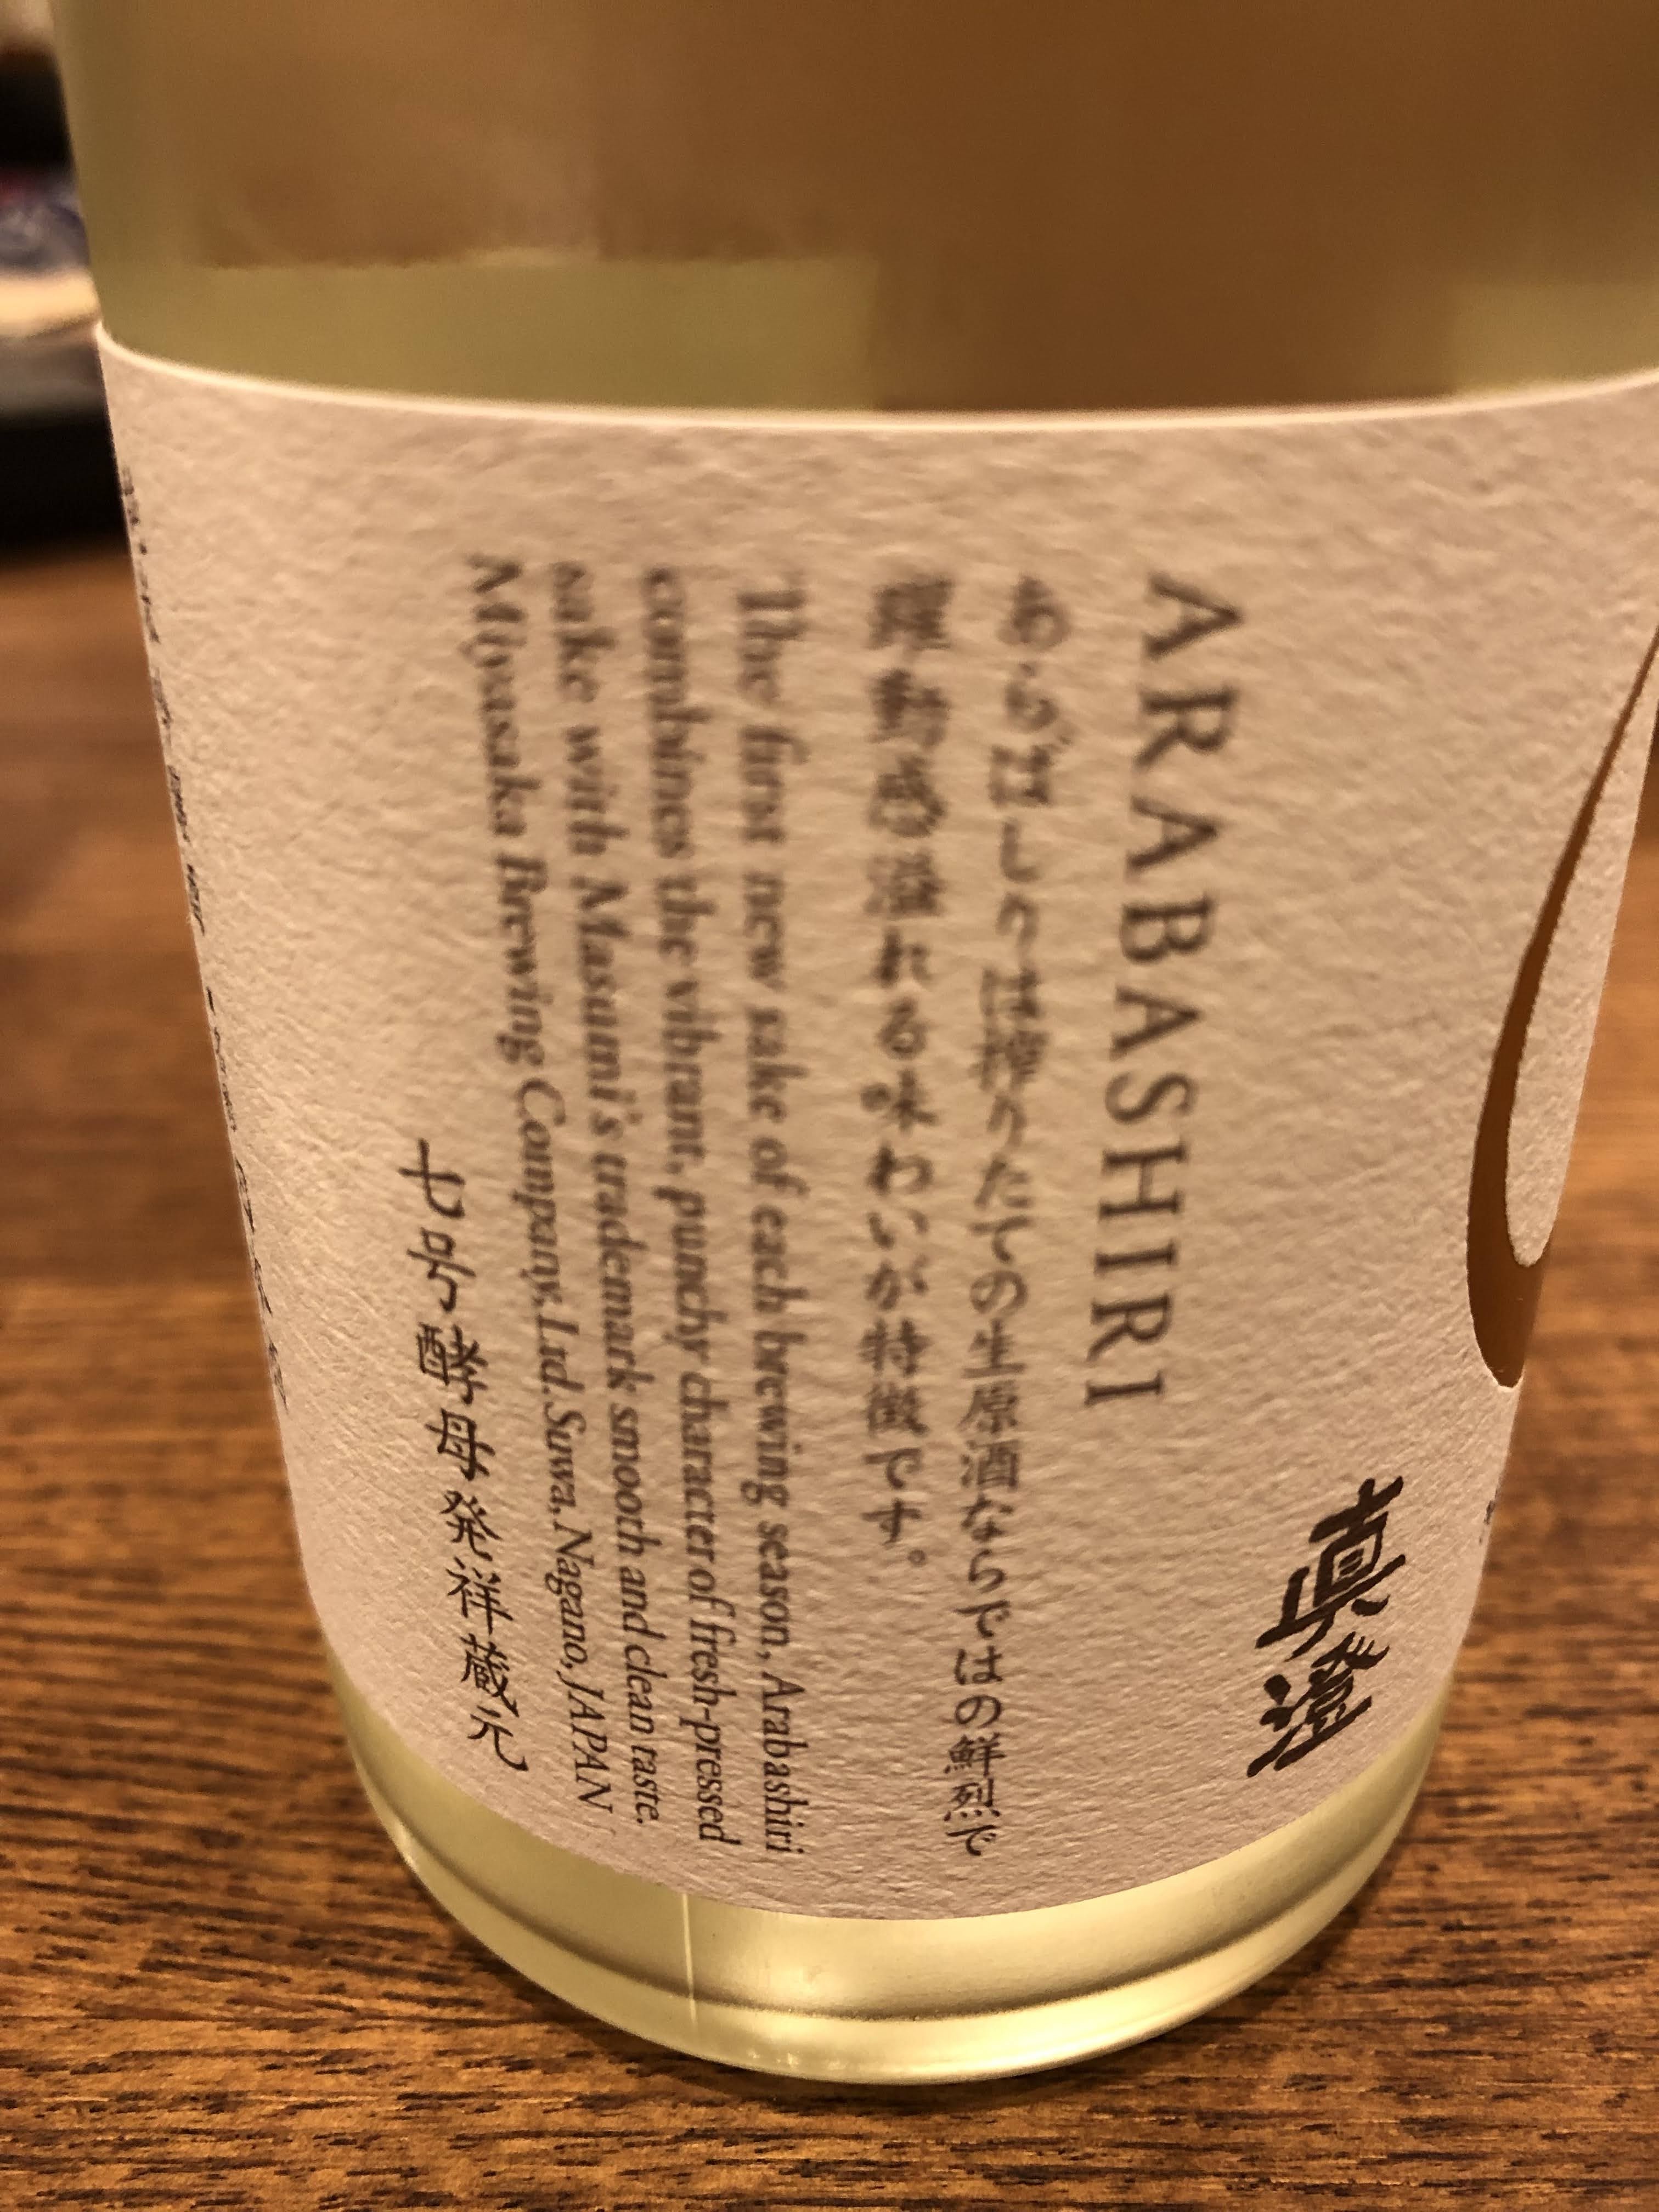 ARABASHIRI
あらばしりは搾りたての生原酒ならではの鮮烈で
躍動感溢れる味わいが特徴です。
The first new sake of each brewing season, Arabashiri
combines the vibrant, punchy character of fresh-pressed
sake with Masumi's trademark smooth and clean taste.
Miyasaka Brewing Company, Ltd. Suwa, Nagano, JAPAN
七号酵母発祥蔵元
真澄